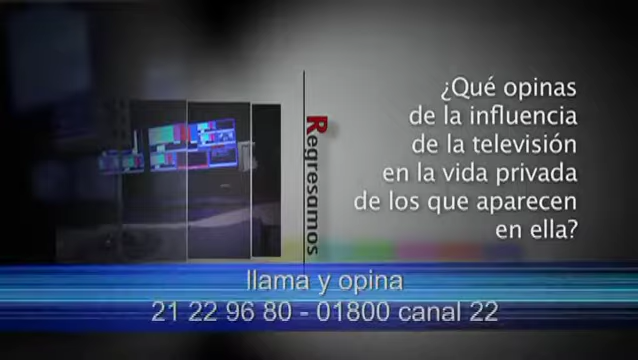 ¿Qué opinas
de la influencia
de la televisión
en la vida privada
de los que aparecen
en ella?
Regresamos
llama y opina
21 22 96 80 - 01800 canal 22